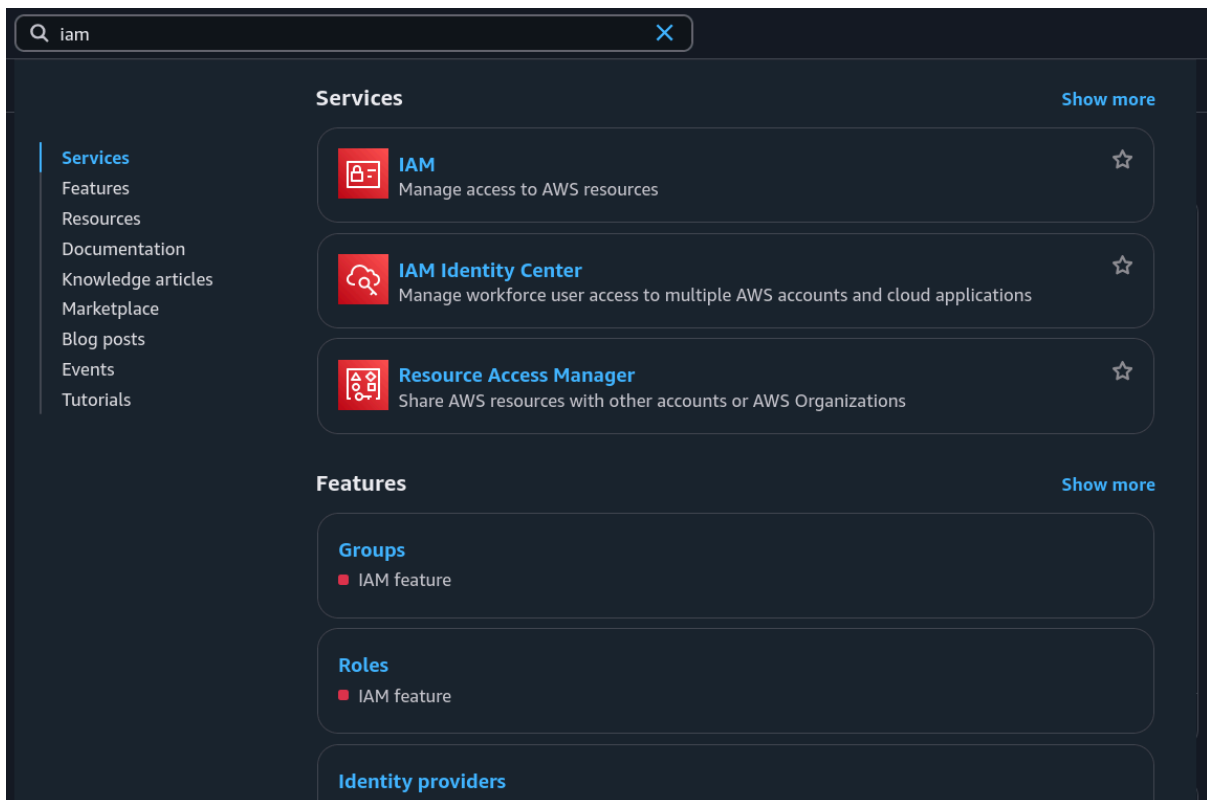 iam
Services
Show more
Services
Features
Resources
Documentation
Knowledge articles
Marketplace
Blog posts
Events
Tutorials
IAM
Manage access to AWS resources
IAM Identity Center
Manage workforce user access to multiple AWS accounts and cloud applications
Resource Access Manager
Share AWS resources with other accounts or AWS Organizations
Features
Show more
Groups
IAM feature
Roles
IAM feature
Identity providers